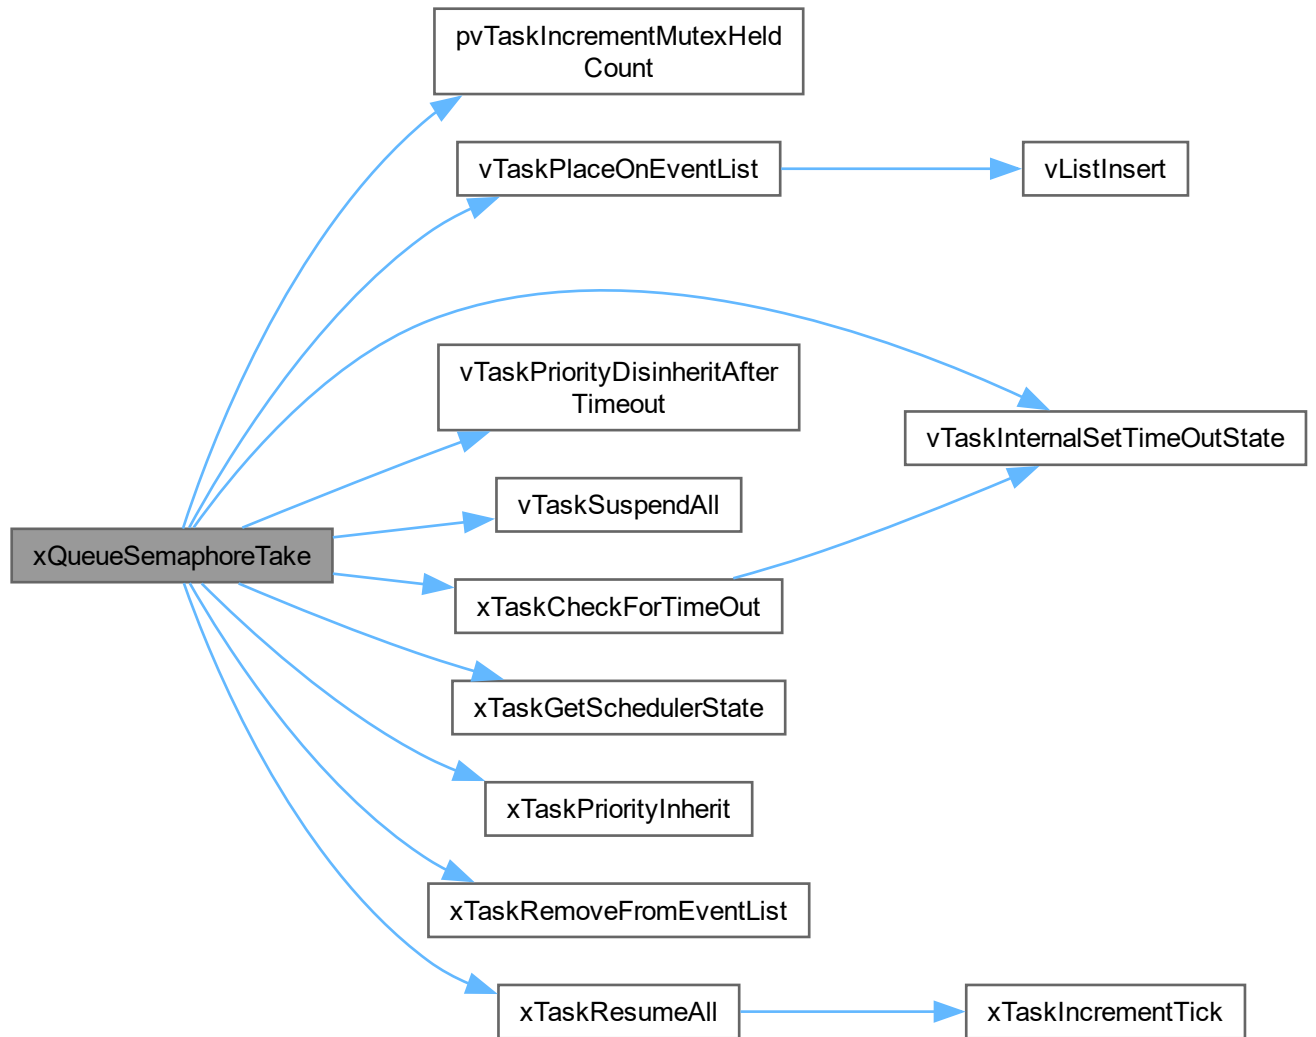 pvTaskIncrementMutexHeld
Count
vTaskPlaceOnEventList
vListInsert
vTaskPriorityDisinheritAfter
Timeout
vTaskInternalSetTimeOutState
vTaskSuspendAll
xQueueSemaphoreTake
xTaskCheckForTimeOut
xTaskGetSchedulerState
xTaskPriorityInherit
xTaskRemoveFromEventList
xTaskResumeAll
xTaskIncrementTick